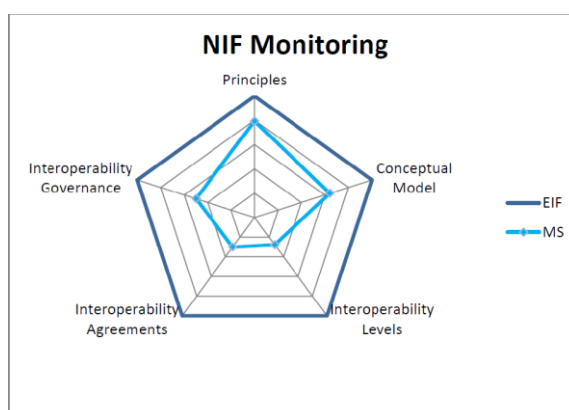 NIF Monitoring
Principles
Interoperability
Governance
Conceptual
Model
EIF
MS
Interoperability
Agreements
Interoperability
Levels